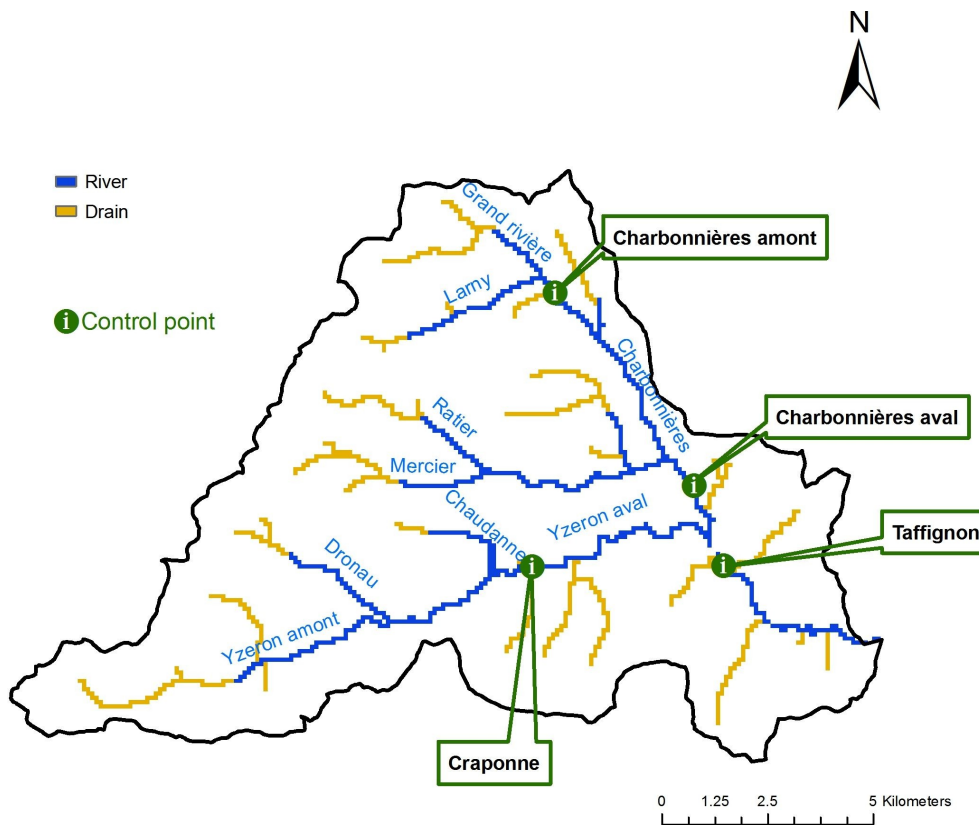 N
River
Drain
Control point
Grand rivière
Charbonnières amont
Larny
Charbonnières
Ratier
Charbonnières aval
Mercier
Chaudanne
Yzeron aval
Taffignon
Dronau
Yzeron amont
Craponne
0 1.25 2.5 5 Kilometers